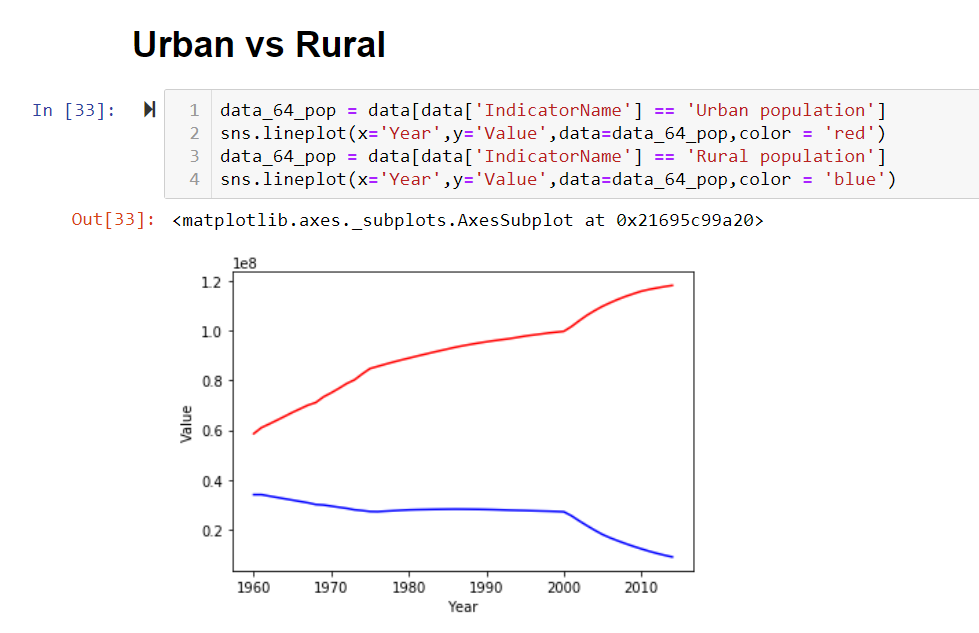 Urban vs Rural
In [33]:
1 data_64_pop = data[data['IndicatorName'] == 'Urban population']
2 sns.lineplot(x='Year',y='Value',data=data_64_pop,color = 'red')
3 data_64_pop = data[data['IndicatorName'] == 'Rural population']
4 sns.lineplot(x='Year',y='Value',data=data_64_pop,color = 'blue')
Out[33]: <matplotlib.axes._subplots.AxesSubplot at 0x21695c99a20>
1e8
1.2
1.0
0.8
0.6
0.4
0.2
Value
1960 1970 1980 1990 2000 2010
Year